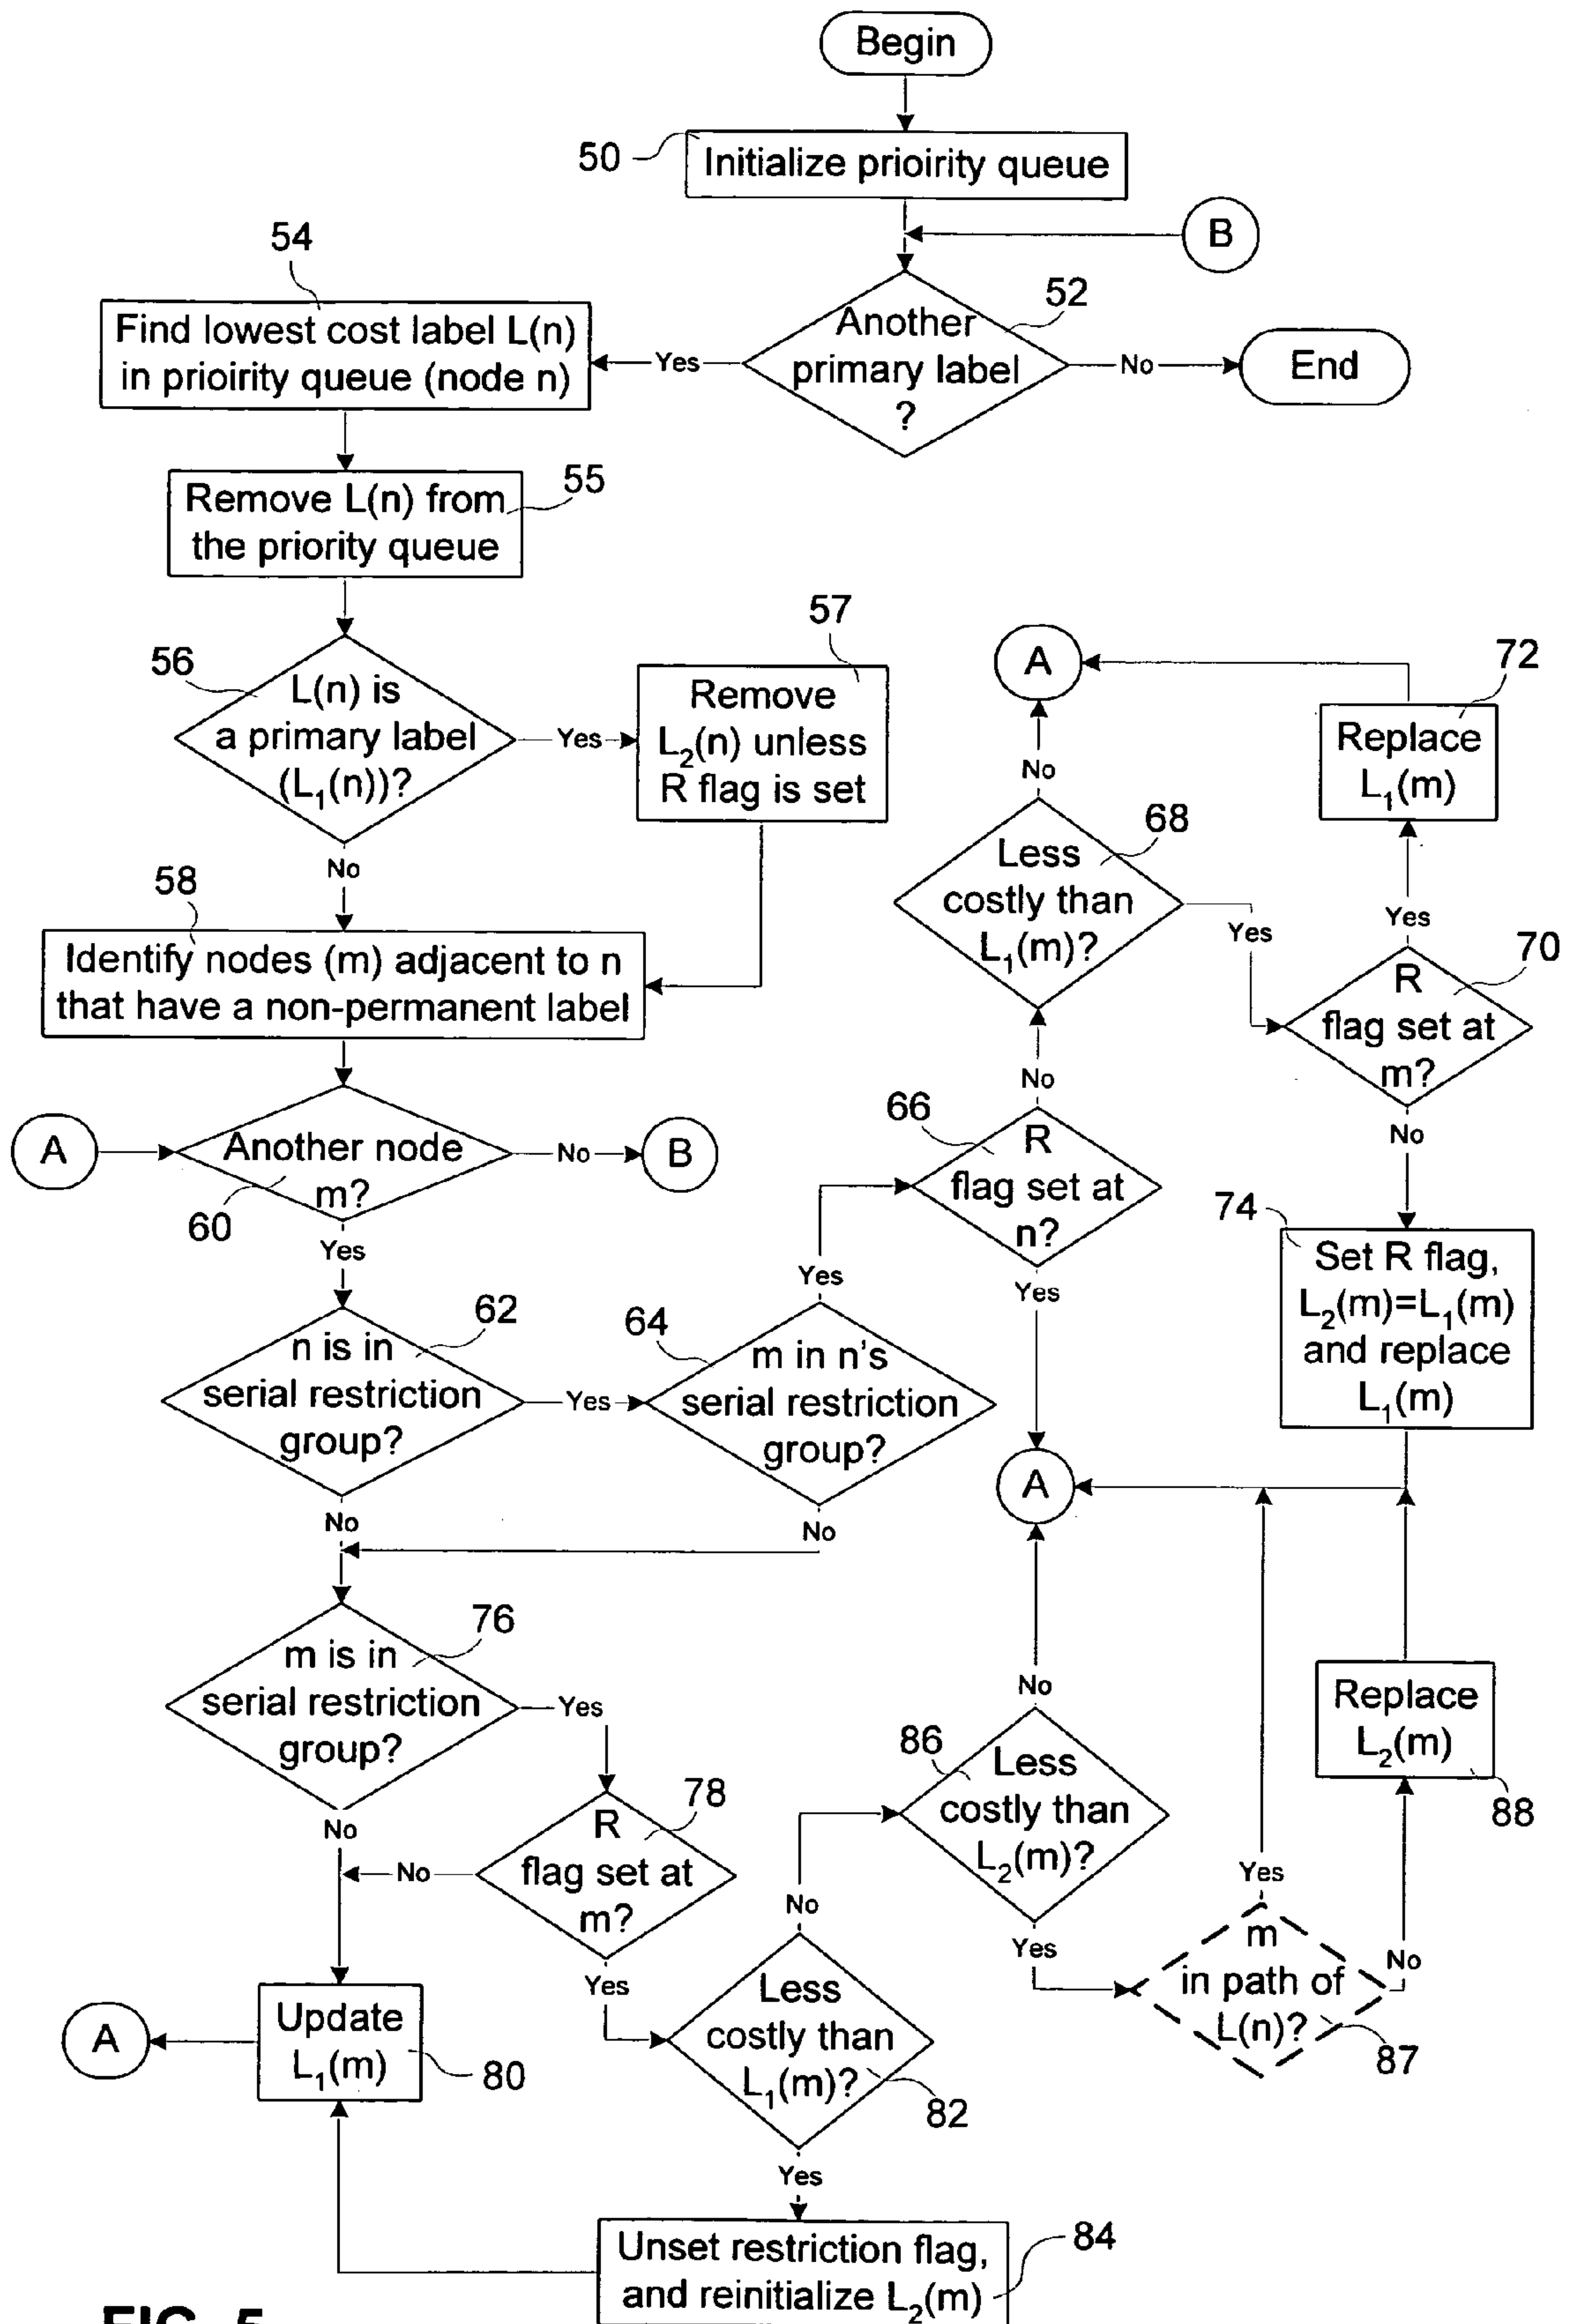 Begin
50
Initialize prioirity queue
B
54
52
Find lowest cost label L(n)
in prioirity queue (node n)
Yes
Another
primary label
?
No
End
Remove L(n) from
the priority queue
55
57
56
L(n) is
a primary label
(L1(n))?
Yes
Remove
L2(n) unless
R flag is set
No
A
72
Replace
L1(m)
No
68
Less
costly than
L1(m)?
Yes
Yes
58
Identify nodes (m) adjacent to n
that have a non-permanent label
70
R
flag set at
m?
No
No
A
Another node
m?
60
No
B
Yes
66
R
flag set at
n?
Yes
Yes
74
Set R flag,
L2(m)=L1(m)
and replace
L1(m)
62
n is in
serial restriction
group?
Yes
64
m in n's
serial restriction
group?
No
No
A
76
m is in
serial restriction
group?
Yes
No
78
R
flag set at
m?
No
Yes
No
86
Less
costly than
L2(m)?
No
Yes
Replace
L2(m)
88
Yes
m
in path of
L(n)?
No
87
A
Update
L1(m)
80
Less
costly than
L1(m)?
82
Yes
Unset restriction flag,
and reinitialize L2(m)
84
FIG. 5